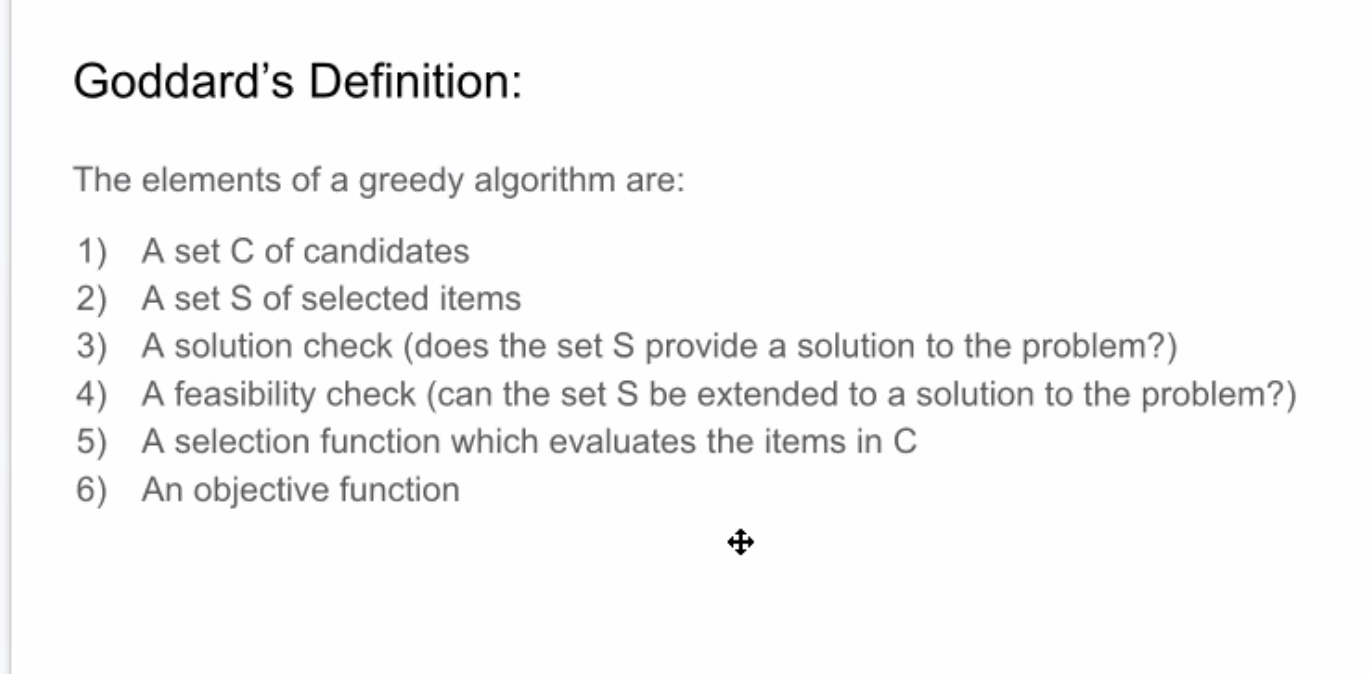 Goddard’s Definition:
The elements of a greedy algorithm are:
1) A set C of candidates
2) A set S of selected items
3) A solution check (does the set S provide a solution to the problem?)
4) A feasibility check (can the set S be extended to a solution to the problem?)
5) A selection function which evaluates the items in C
6) An objective function